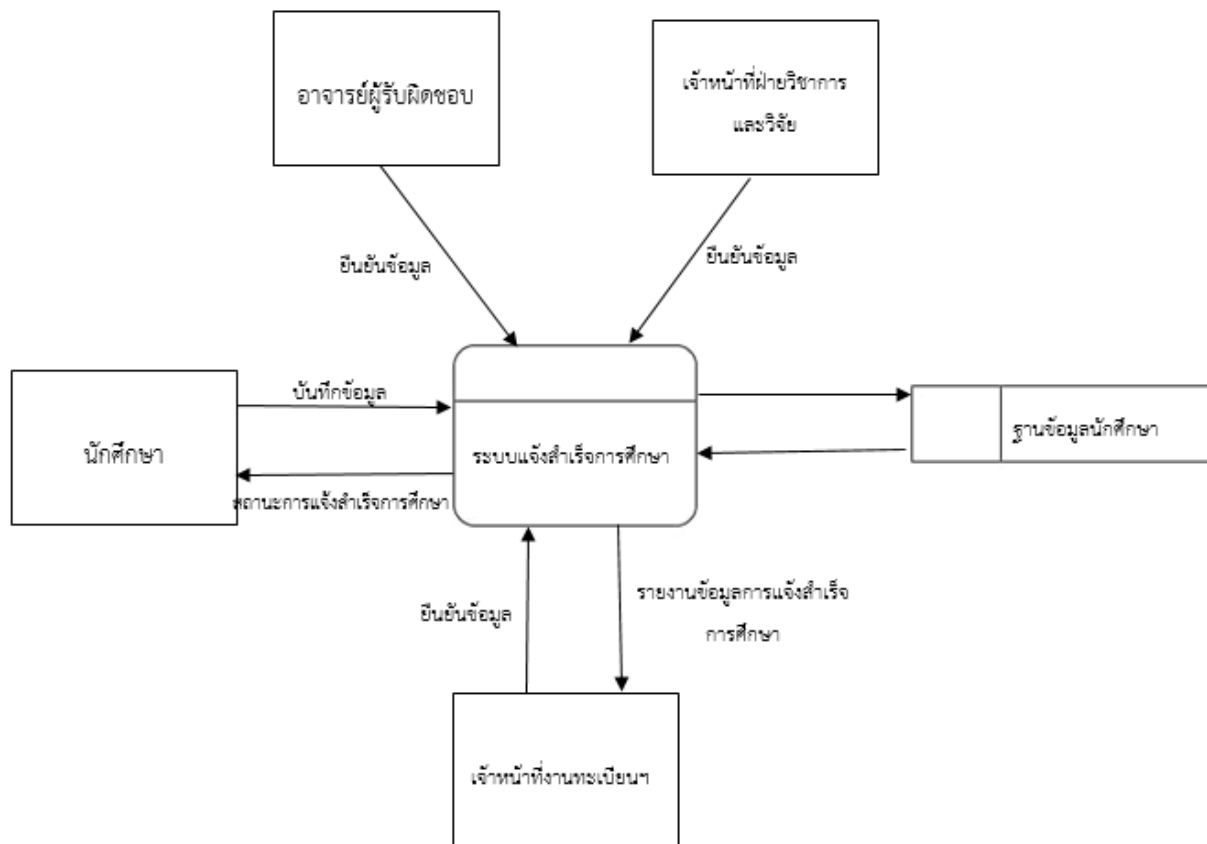 อาจารย์ผู้รับผิดชอบ
เจ้าหน้าที่ฝ่ายวิชาการ
และวิจัย
ยืนยันข้อมูล
ยืนยันข้อมูล
นักศึกษา
บันทึกข้อมูล
สถานะการแจ้งสำเร็จการศึกษา
ระบบแจ้งสำเร็จการศึกษา
ฐานข้อมูลนักศึกษา
ยืนยันข้อมูล
รายงานข้อมูลการแจ้งสำเร็จ
การศึกษา
เจ้าหน้าที่งานทะเบียนฯ